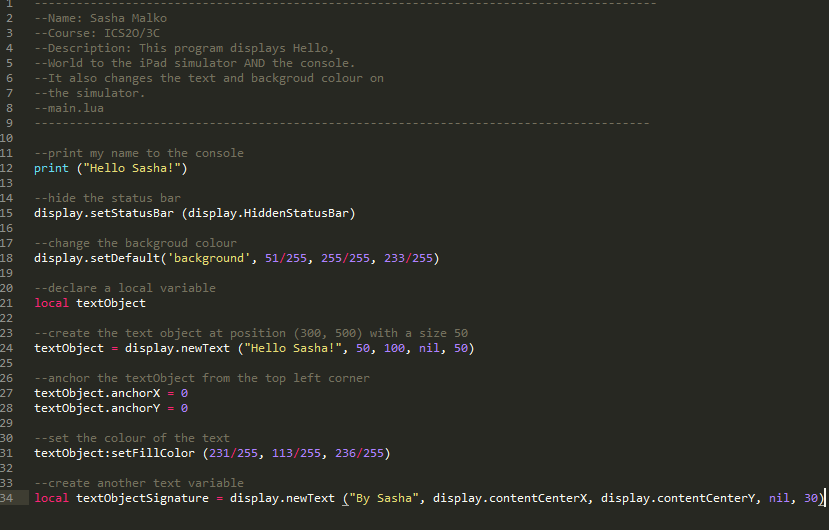 1 -----------------------------------------------------------------------------------------
2 --Name: Sasha Malko
3 --Course: ICS2O/3C
4 --Description: This program displays Hello,
5 --World to the iPad simulator AND the console.
6 --It also changes the text and backgroud colour on
7 --the simulator.
8 --main.lua
9 ----------------------------------------------------------------------------------------
10
11 --print my name to the console
12 print ("Hello Sasha!")
13
14 --hide the status bar
15 display.setStatusBar (display.HiddenStatusBar)
16
17 --change the backgroud colour
18 display.setDefault('background', 51/255, 255/255, 233/255)
19
20 --declare a local variable
21 local textObject
22
23 --create the text object at position (300, 500) with a size 50
24 textObject = display.newText ("Hello Sasha!", 50, 100, nil, 50)
25
26 --anchor the textObject from the top left corner
27 textObject.anchorX = 0
28 textObject.anchorY = 0
29
30 --set the colour of the text
31 textObject:setFillColor (231/255, 113/255, 236/255)
32
33 --create another text variable
34 local textObjectSignature = display.newText ("By Sasha", display.contentCenterX, display.contentCenterY, nil, 30)